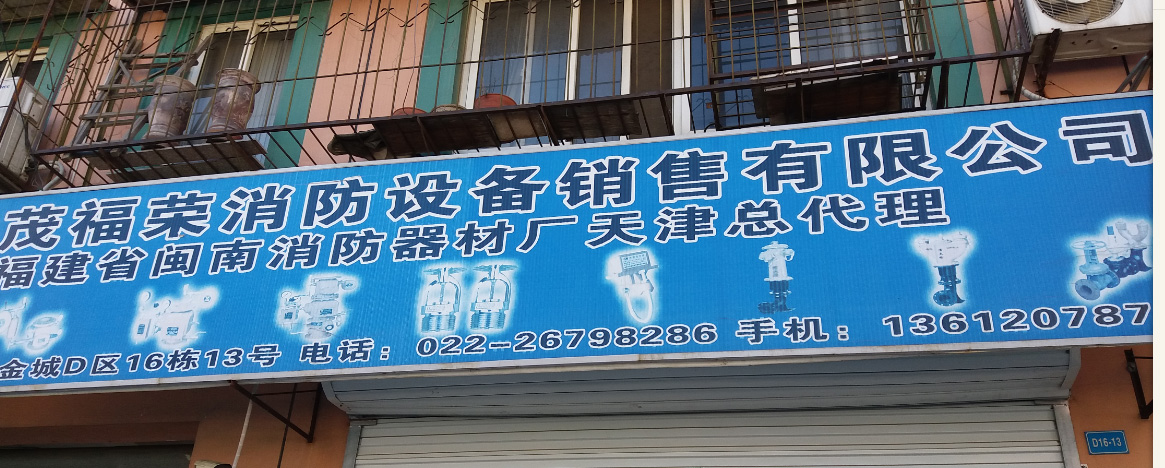 茂福荣消防设备销售有限公司
福建省闽南消防器材厂天津总代理
金城D区16栋13号 电话：022-26798286 手机：13612078​7
D16-13